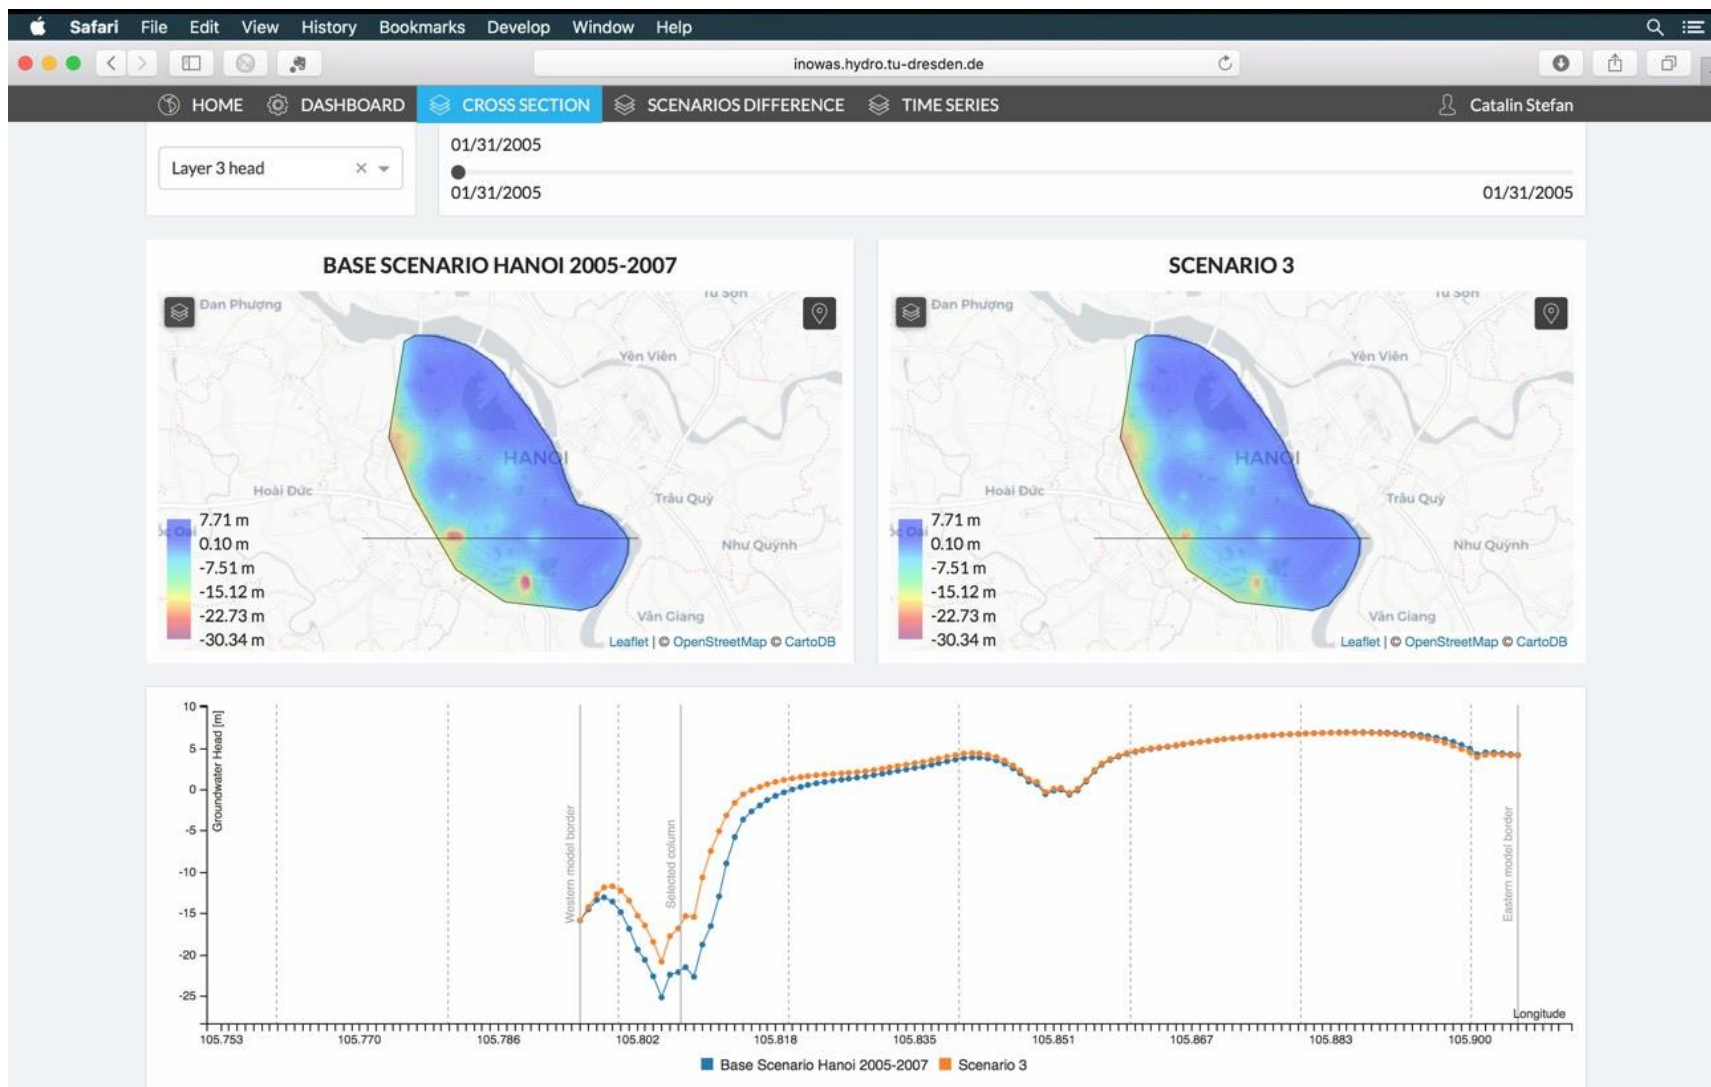 Safari File Edit View History Bookmarks Develop Window Help
inowas.hydro.tu-dresden.de
HOME DASHBOARD CROSS SECTION SCENARIOS DIFFERENCE TIME SERIES Catalin Stefan
Layer 3 head
01/31/2005
01/31/2005 01/31/2005
BASE SCENARIO HANOI 2005-2007
Đan Phượng
Yên Viên
HANOI
Hoài Đức
Trâu Quỳ
Như Quỳnh
Văn Giang
7.71 m
0.10 m
-7.51 m
-15.12 m
-22.73 m
-30.34 m
Leaflet | © OpenStreetMap © CartoDB
SCENARIO 3
Đan Phượng
Yên Viên
HANOI
Hoài Đức
Trâu Quỳ
Như Quỳnh
Văn Giang
7.71 m
0.10 m
-7.51 m
-15.12 m
-22.73 m
-30.34 m
Leaflet | © OpenStreetMap © CartoDB
Groundwater Head [m]
10
5
0
-5
-10
-15
-20
-25
Western model border
Selected column
Eastern model border
Longitude
105.753 105.770 105.786 105.802 105.818 105.835 105.851 105.867 105.883 105.900
Base Scenario Hanoi 2005-2007 Scenario 3